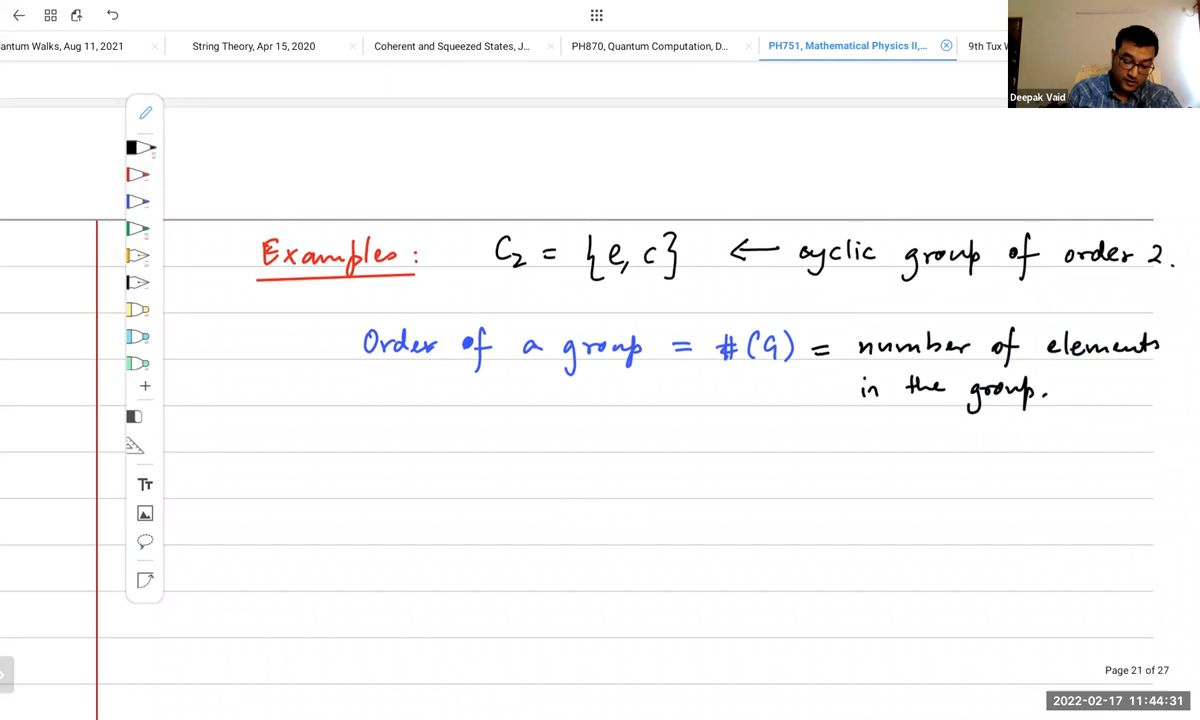 antum Walks, Aug 11, 2021
String Theory, Apr 15, 2020
Coherent and Squeezed States, J...
PH870, Quantum Computation, D...
PH751, Mathematical Physics II,...
9th Tux W
Deepak Vaid
Examples: C₂ = {e, c} ← cyclic group of order 2.
Order of a group = #(G) = number of elements
in the group.
TT
Page 21 of 27
2022-02-17 11:44:31